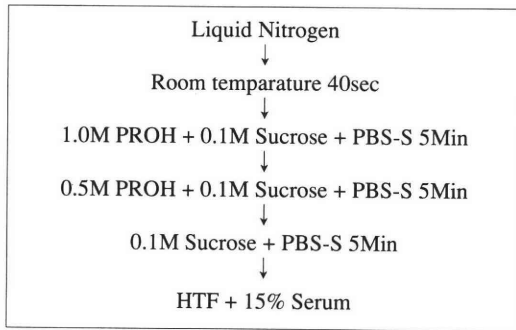 Liquid Nitrogen
↓
Room temparature 40sec
↓
1.0M PROH + 0.1M Sucrose + PBS-S 5Min
↓
0.5M PROH + 0.1M Sucrose + PBS-S 5Min
↓
0.1M Sucrose + PBS-S 5Min
↓
HTF + 15% Serum